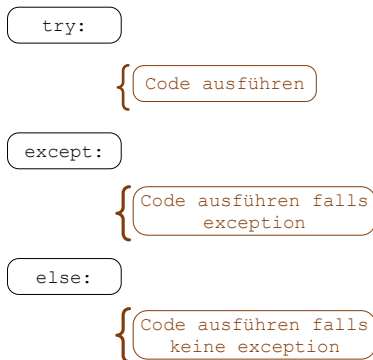 try:
Code ausführen
except:
Code ausführen falls
exception
else:
Code ausführen falls
keine exception